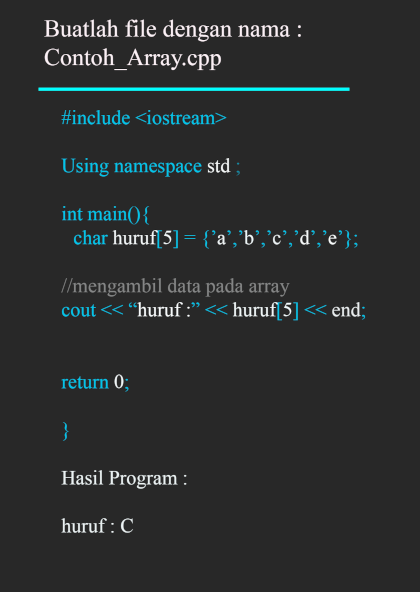 Buatlah file dengan nama :
Contoh_Array.cpp
#include <iostream>
Using namespace std ;
int main(){
char huruf[5] = {’a’,’b’,’c’,’d’,’e’};
//mengambil data pada array
cout << “huruf :” << huruf[5] << end;
return 0;
}
Hasil Program :
huruf : C